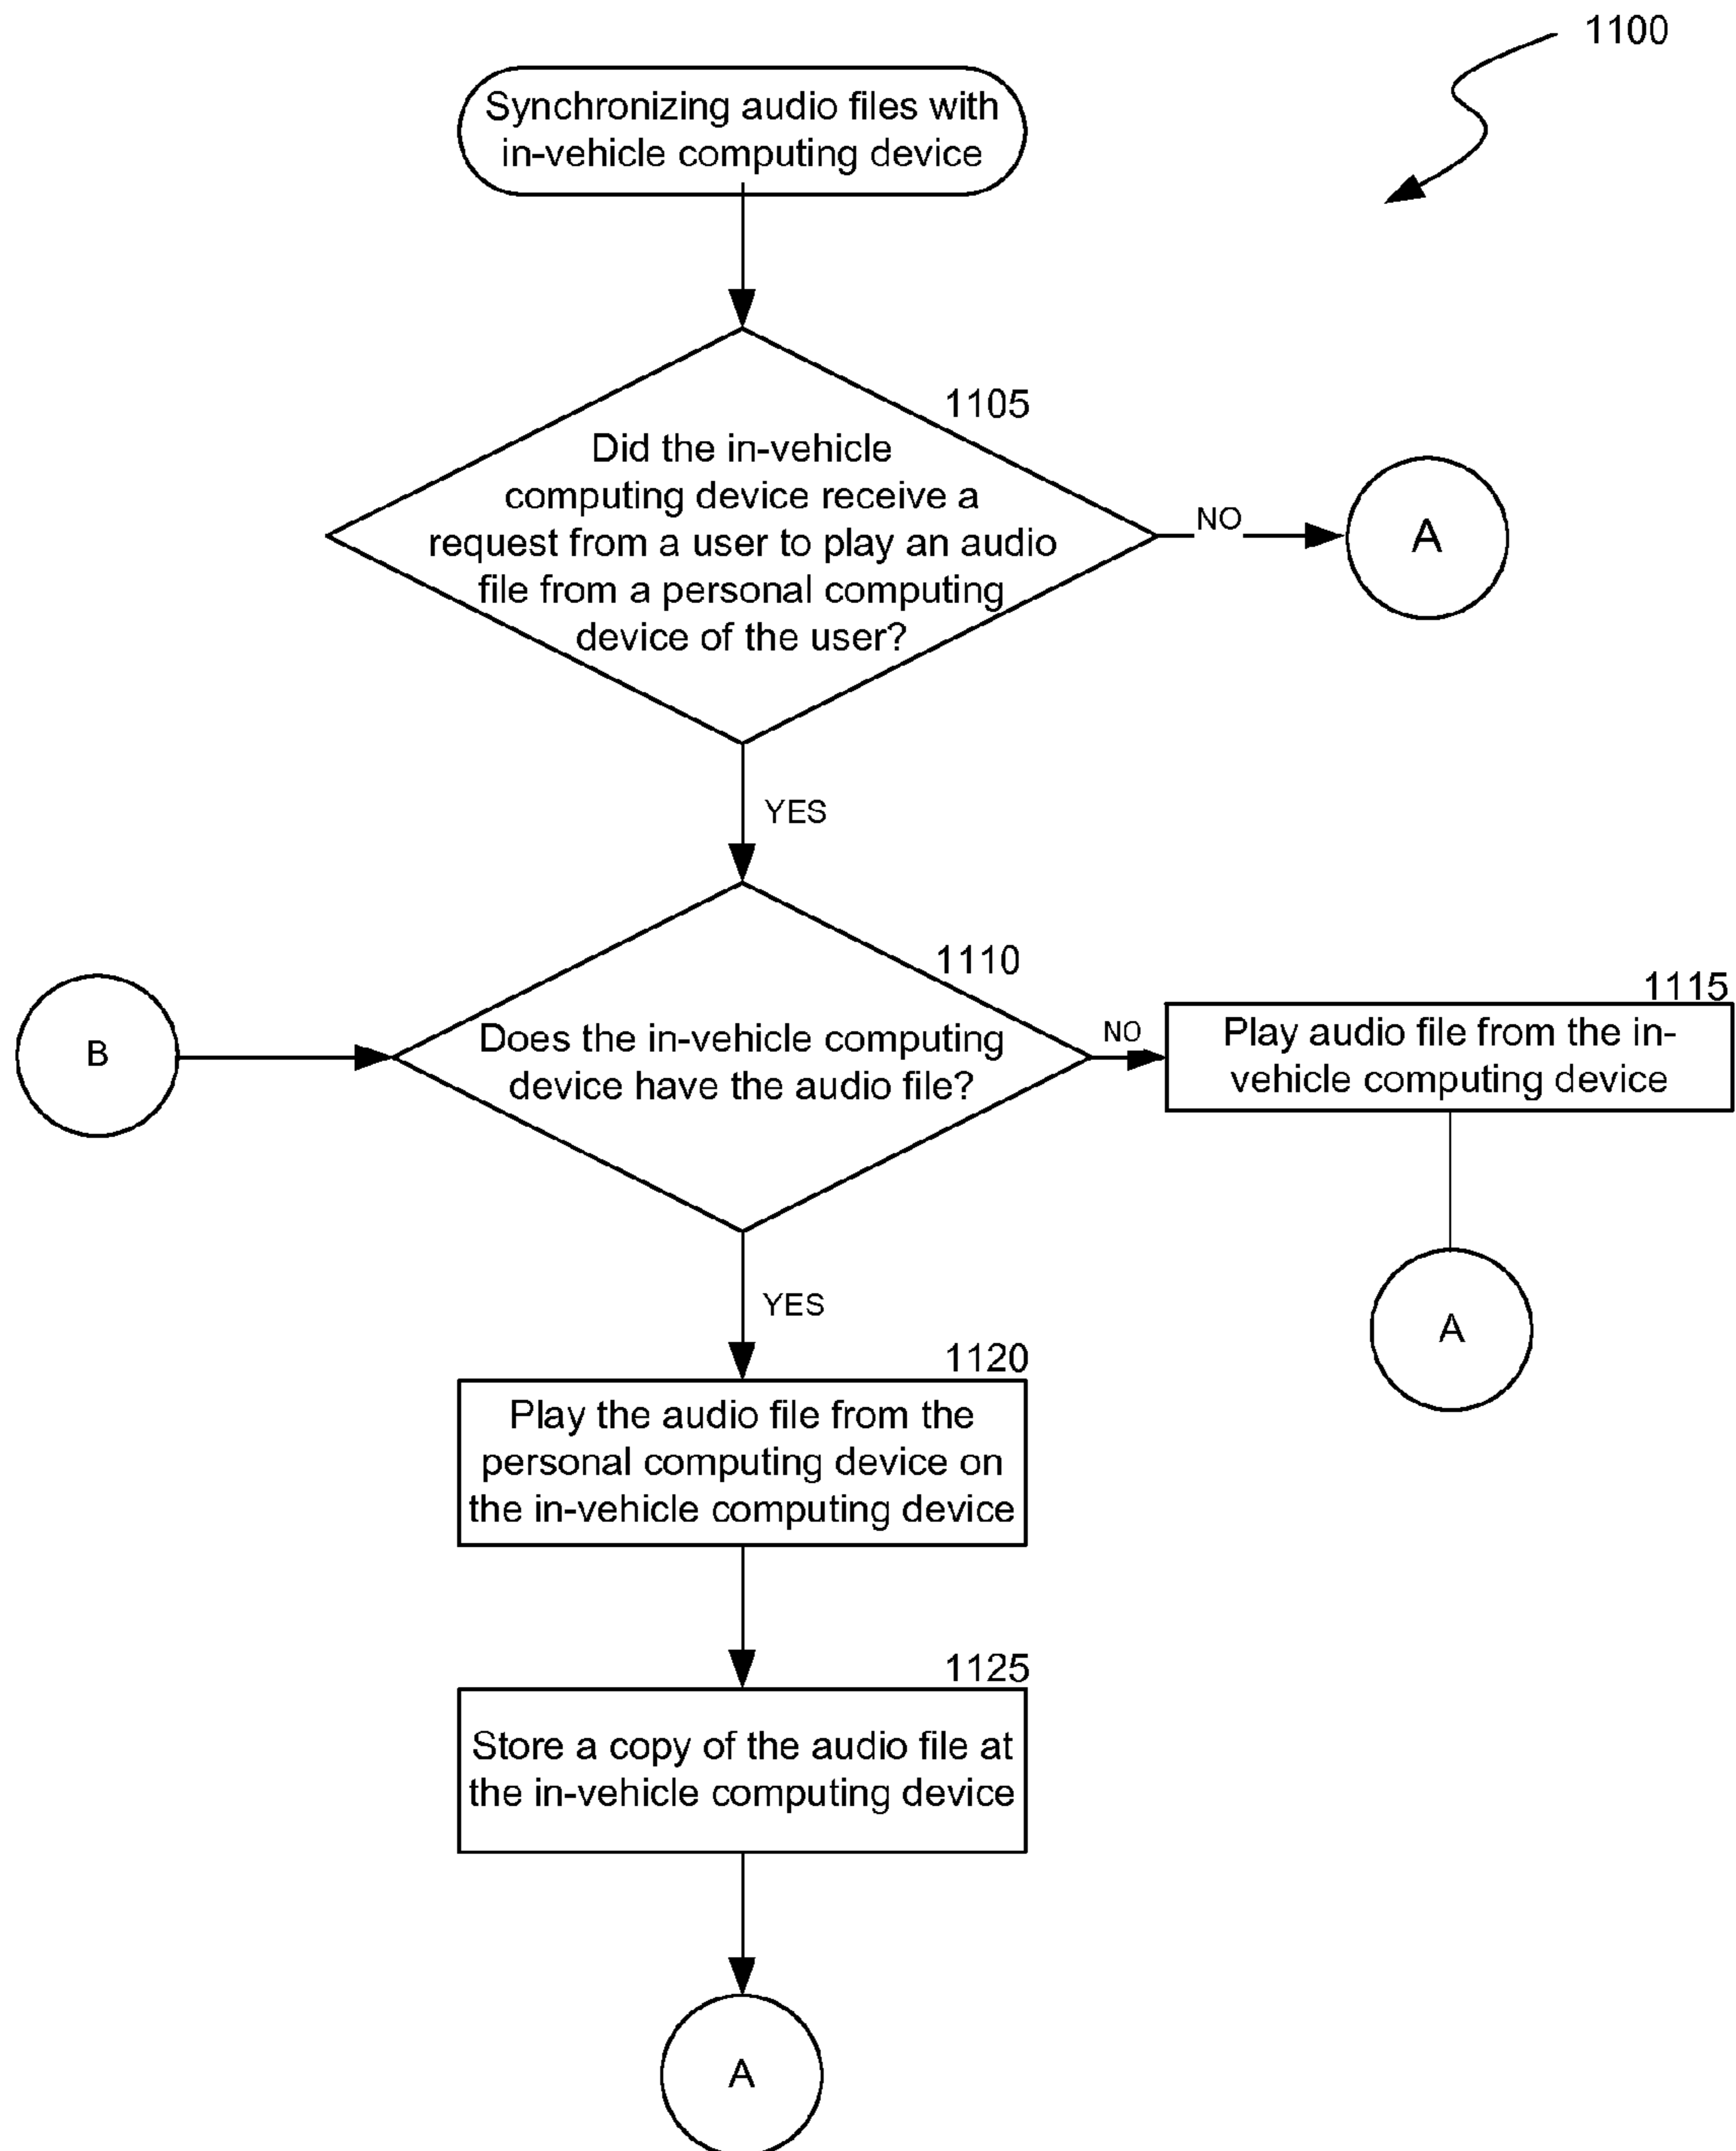 1100
Synchronizing audio files with
in-vehicle computing device
1105
Did the in-vehicle
computing device receive a
request from a user to play an audio
file from a personal computing
device of the user?
NO
A
YES
1110
B
Does the in-vehicle computing
device have the audio file?
NO
1115
Play audio file from the in-
vehicle computing device
A
YES
1120
Play the audio file from the
personal computing device on
the in-vehicle computing device
1125
Store a copy of the audio file at
the in-vehicle computing device
A